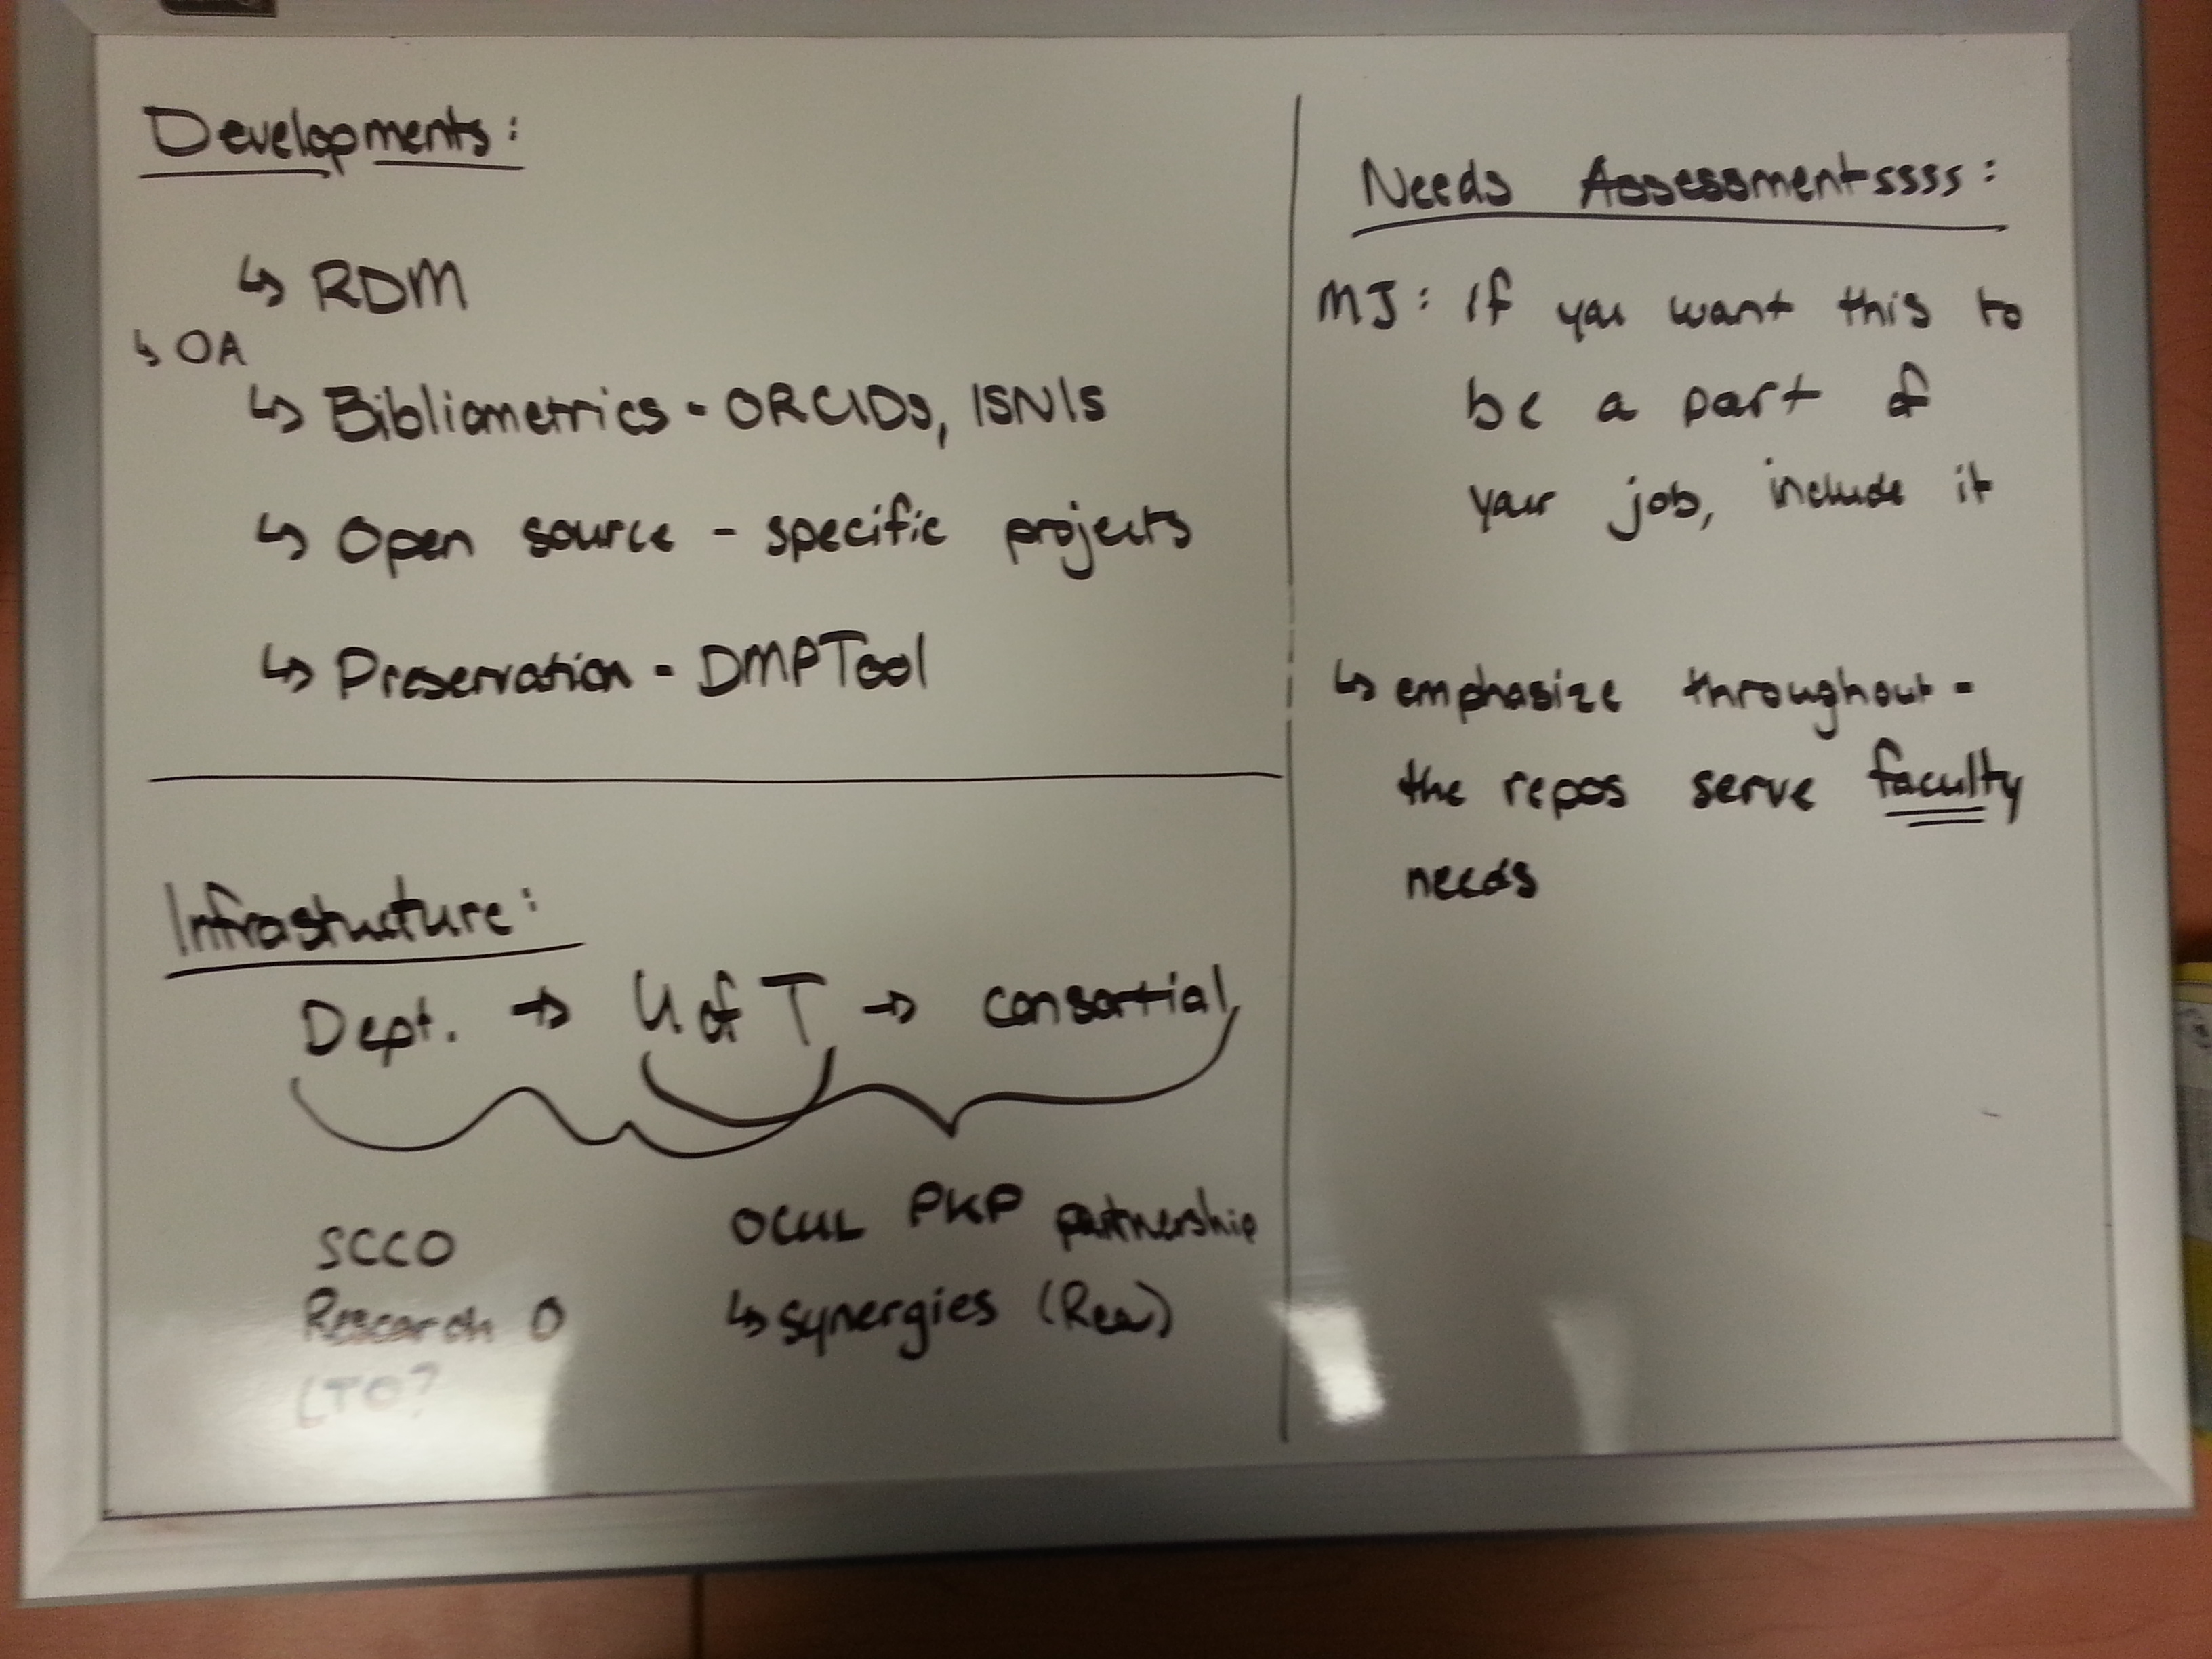 Developments:
↳ RDM
↳ OA
↳ Bibliometrics - ORCIDs, ISNIs
↳ Open source - specific projects
↳ Preservation - DMPTool
Infrastucture:
Dept. → U of T → consortial
SCCO
Research O
LTO?
OCUL PKP partnership
↳ synergies (Rea)
Needs Assessmentssss:
MJ: If you want this to
be a part of
your job, include it
↳ emphasize throughout -
the repos serve faculty
needs